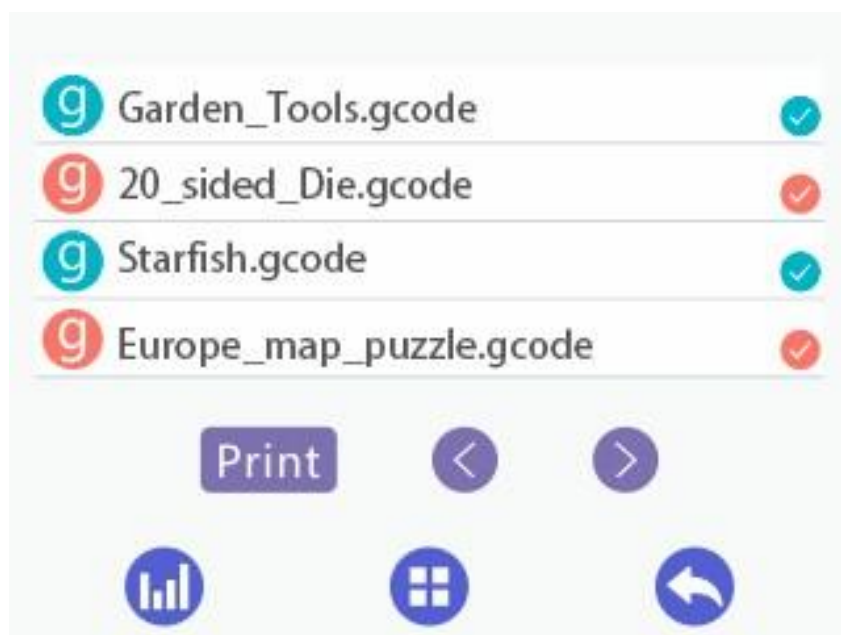 g Garden_Tools.gcode
g 20_sided_Die.gcode
g Starfish.gcode
g Europe_map_puzzle.gcode
Print